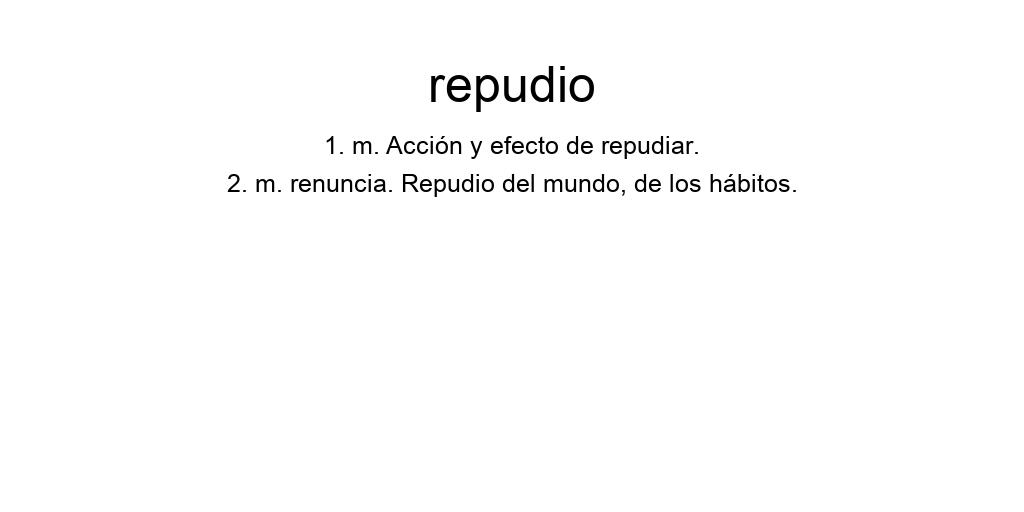 repudio
1. m. Acción y efecto de repudiar.
2. m. renuncia. Repudio del mundo, de los hábitos.